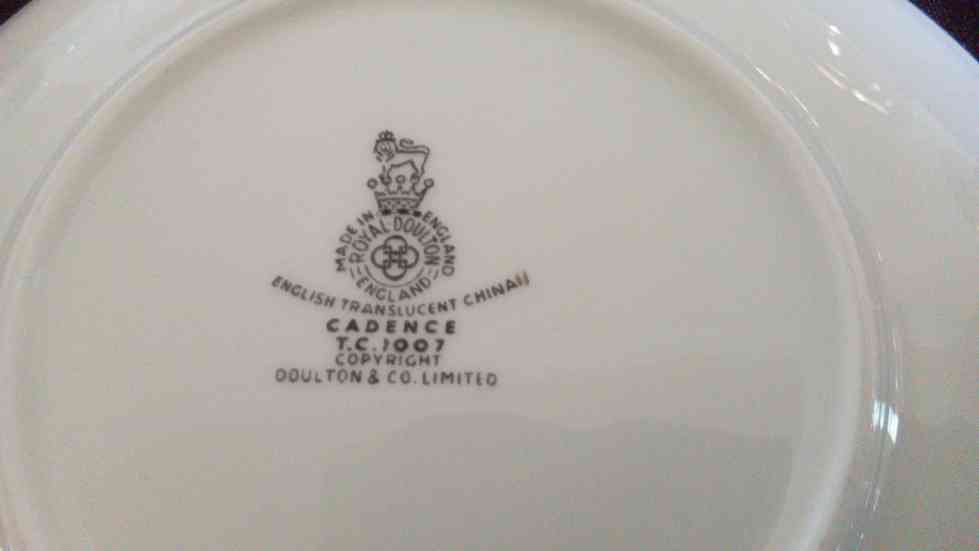 MADE IN ENGLAND
ROYAL·DOULTON
ENGLAND
ENGLISH TRANSLUCENT CHINA
CADENCE
T.C.1007
COPYRIGHT
DOULTON & CO. LIMITED